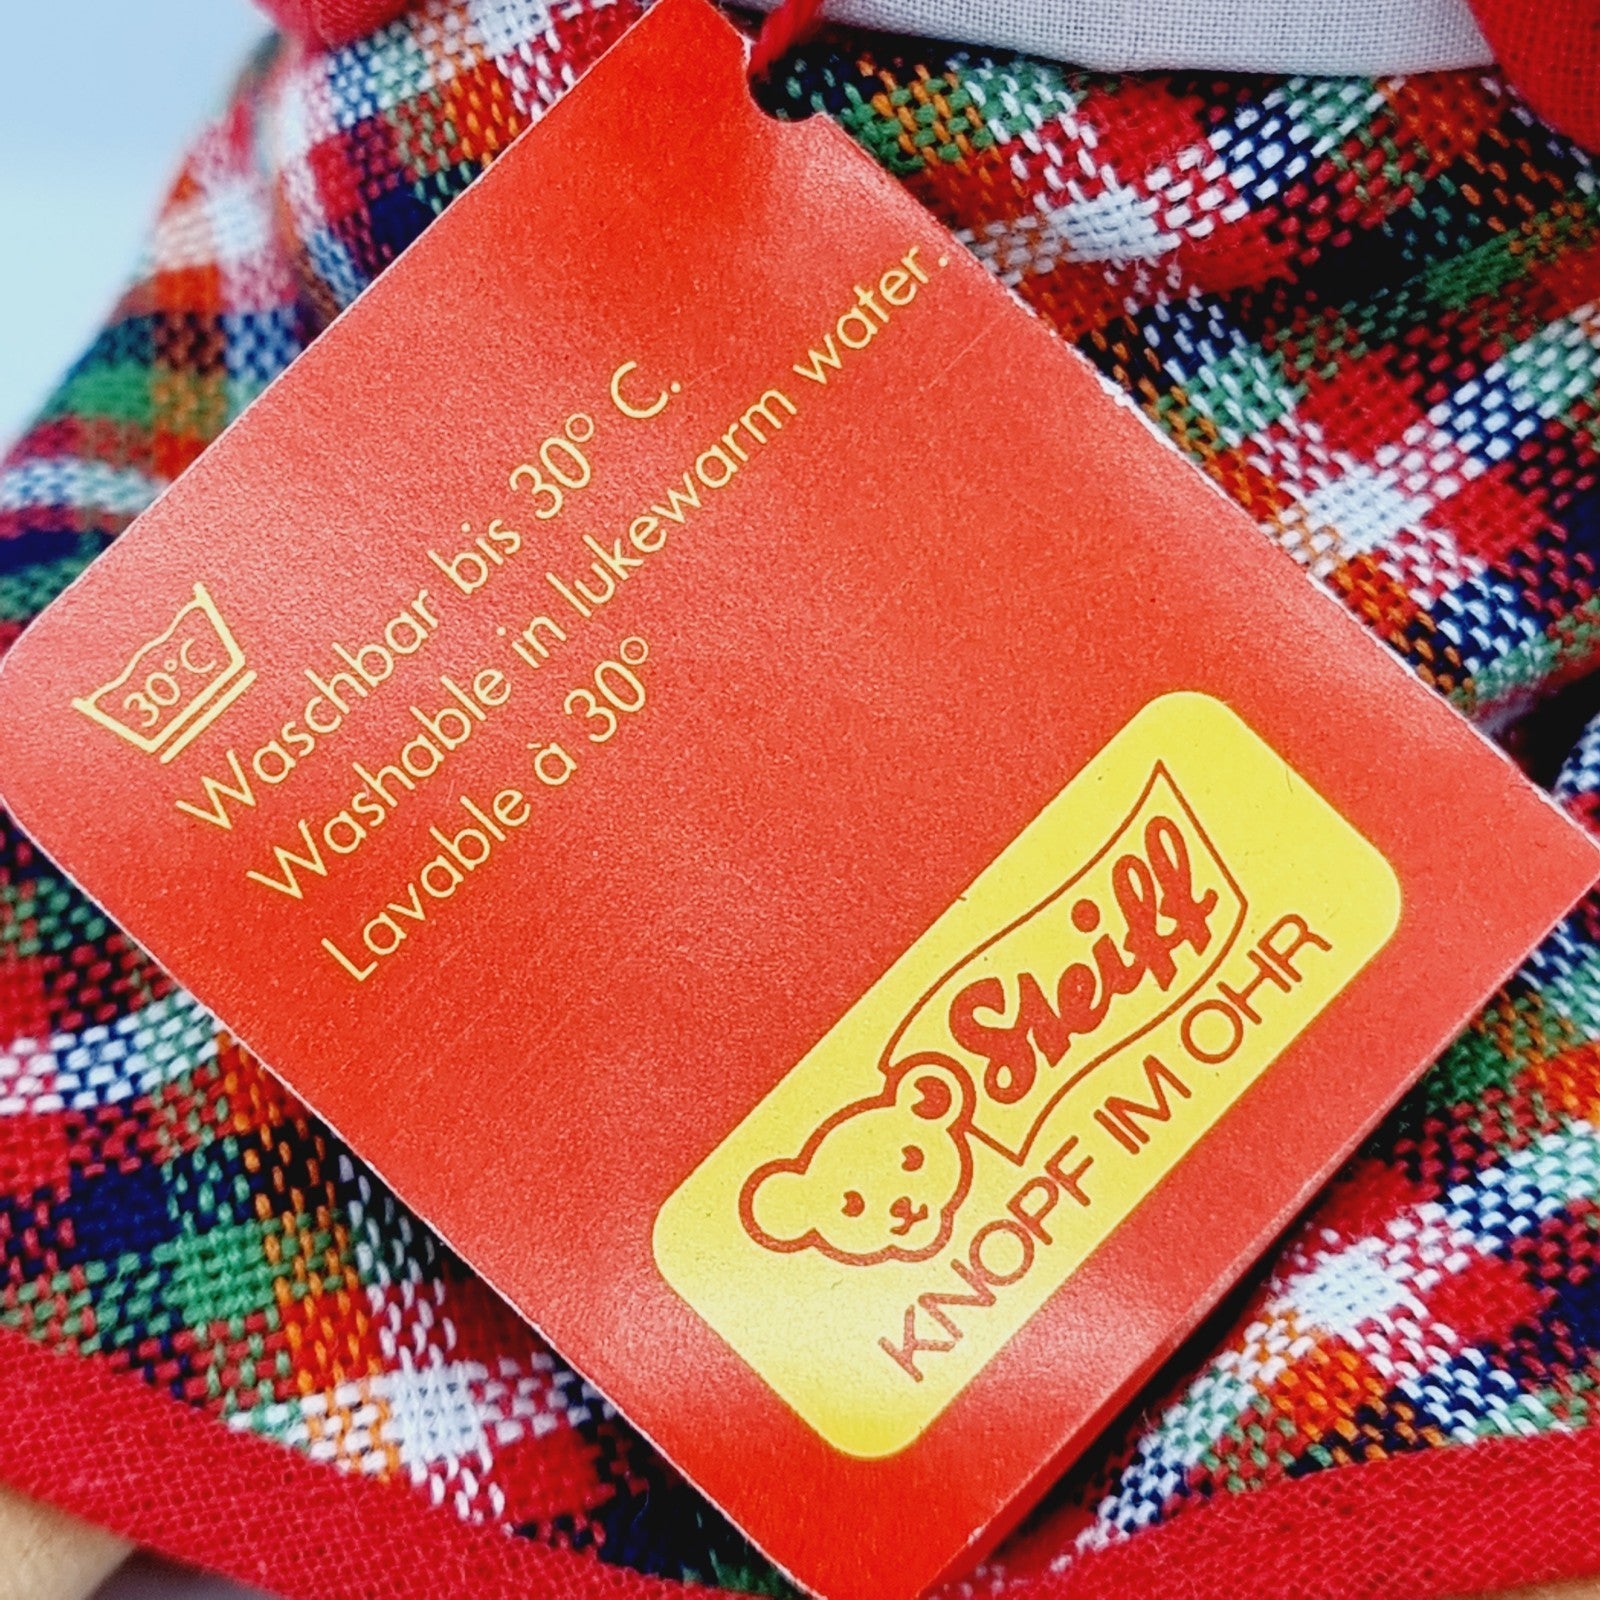 30°C
Waschbar bis 30° C.
Washable in lukewarm water.
Lavable à 30°
Steiff
KNOPF IM OHR